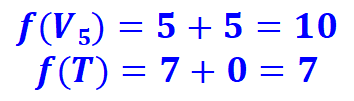 f(V₅) = 5 + 5 = 10
f(T) = 7 + 0 = 7